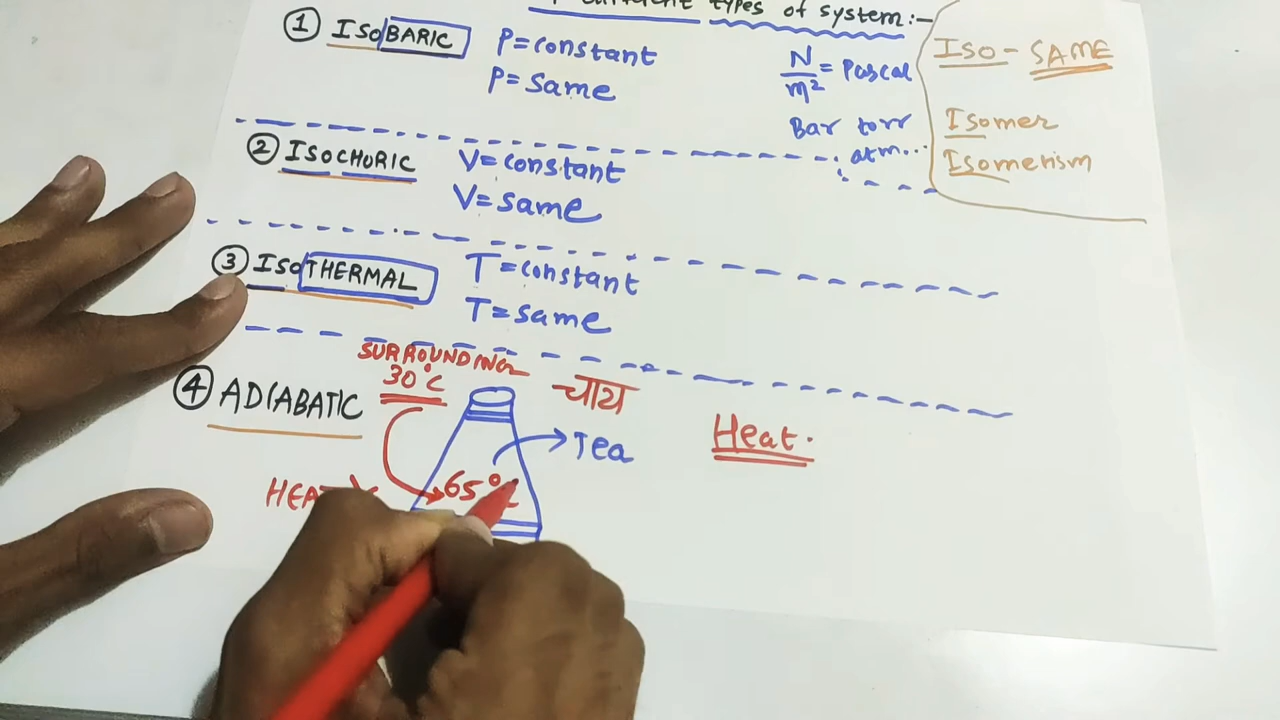 types of system:-
① ISOBARIC P=constant
P=Same
N/m² = Pascal
Bar torr
atm...
ISO - SAME
Isomer
Isomerism
② ISOCHORIC V=constant
V=same
③ ISOTHERMAL T=constant
T=same
SURROUNDING
30°C
④ ADIABATIC
चाय
Tea
Heat.
65°C